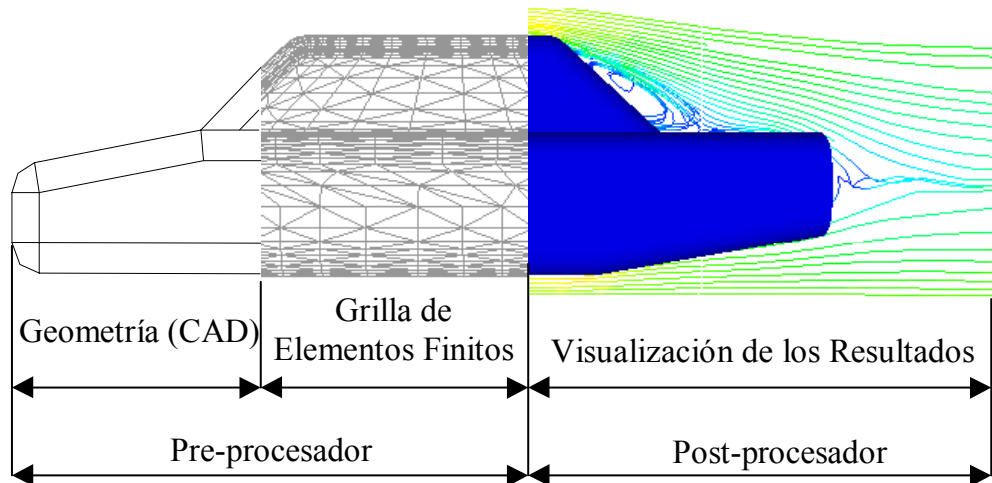 Geometría (CAD)
Grilla de
Elementos Finitos
Visualización de los Resultados
Pre-procesador
Post-procesador